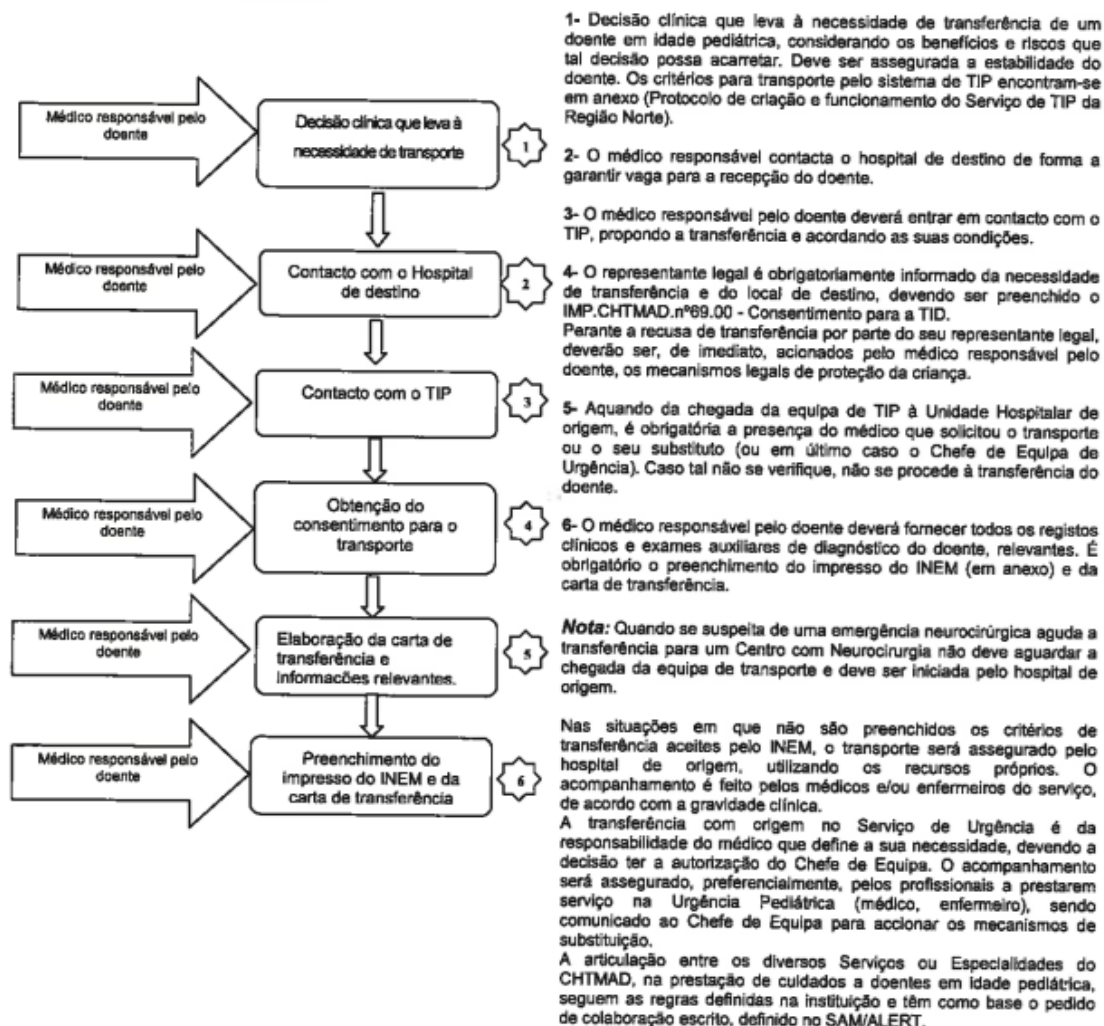 Médico responsável pelo
doente
Decisão clínica que leva à
necessidade de transporte
1
Médico responsável pelo
doente
Contacto com o Hospital
de destino
2
Médico responsável pelo
doente
Contacto com o TIP
3
Médico responsável pelo
doente
Obtenção do
consentimento para o
transporte
4
Médico responsável pelo
doente
Elaboração da carta de
transferência e
informações relevantes.
5
Médico responsável pelo
doente
Preenchimento do
impresso do INEM e da
carta de transferência
6
1- Decisão clínica que leva à necessidade de transferência de um
doente em idade pediátrica, considerando os benefícios e riscos que
tal decisão possa acarretar. Deve ser assegurada a estabilidade do
doente. Os critérios para transporte pelo sistema de TIP encontram-se
em anexo (Protocolo de criação e funcionamento do Serviço de TIP da
Região Norte).
2- O médico responsável contacta o hospital de destino de forma a
garantir vaga para a recepção do doente.
3- O médico responsável pelo doente deverá entrar em contacto com o
TIP, propondo a transferência e acordando as suas condições.
4- O representante legal é obrigatoriamente informado da necessidade
de transferência e do local de destino, devendo ser preenchido o
IMP.CHTMAD.nº69.00 - Consentimento para a TID.
Perante a recusa de transferência por parte do seu representante legal,
deverão ser, de imediato, acionados pelo médico responsável pelo
doente, os mecanismos legais de proteção da criança.
5- Aquando da chegada da equipa de TIP à Unidade Hospitalar de
origem, é obrigatória a presença do médico que solicitou o transporte
ou o seu substituto (ou em último caso o Chefe de Equipa de
Urgência). Caso tal não se verifique, não se procede à transferência do
doente.
6- O médico responsável pelo doente deverá fornecer todos os registos
clínicos e exames auxiliares de diagnóstico do doente, relevantes. É
obrigatório o preenchimento do impresso do INEM (em anexo) e da
carta de transferência.
Nota: Quando se suspeita de uma emergência neurocirúrgica aguda a
transferência para um Centro com Neurocirurgia não deve aguardar a
chegada da equipa de transporte e deve ser iniciada pelo hospital de
origem.
Nas situações em que não são preenchidos os critérios de
transferência aceites pelo INEM, o transporte será assegurado pelo
hospital de origem, utilizando os recursos próprios. O
acompanhamento é feito pelos médicos e/ou enfermeiros do serviço,
de acordo com a gravidade clínica.
A transferência com origem no Serviço de Urgência é da
responsabilidade do médico que define a sua necessidade, devendo a
decisão ter a autorização do Chefe de Equipa. O acompanhamento
será assegurado, preferencialmente, pelos profissionais a prestarem
serviço na Urgência Pediátrica (médico, enfermeiro), sendo
comunicado ao Chefe de Equipa para accionar os mecanismos de
substituição.
A articulação entre os diversos Serviços ou Especialidades do
CHTMAD, na prestação de cuidados a doentes em idade pediátrica,
seguem as regras definidas na instituição e têm como base o pedido
de colaboração escrito, definido no SAM/ALERT.